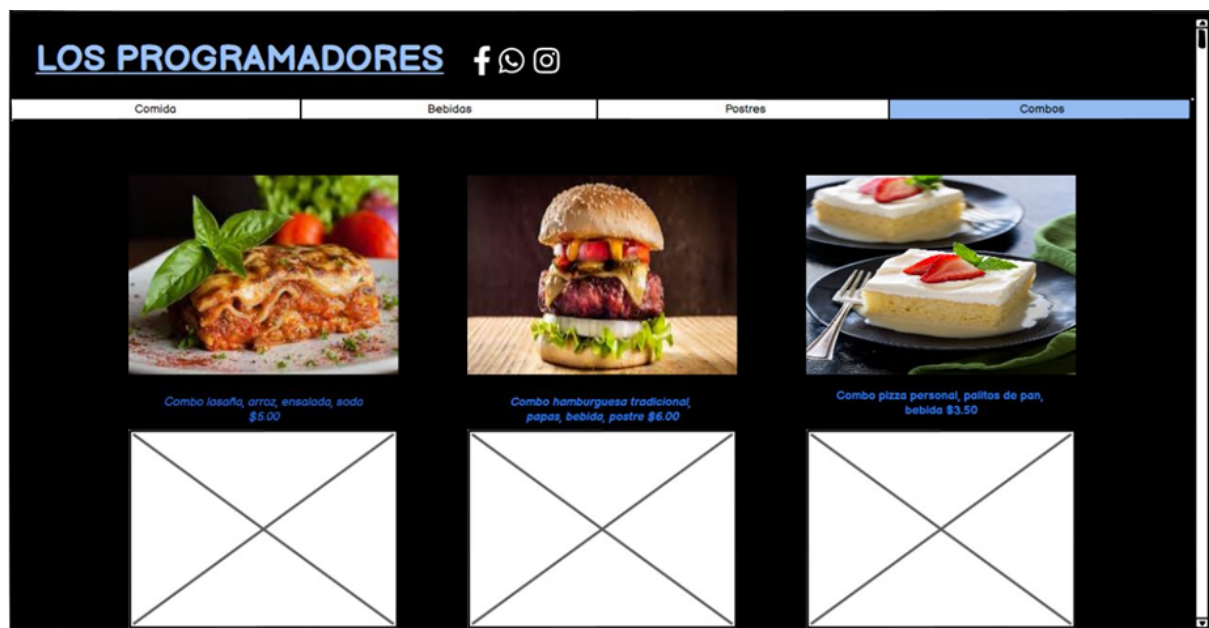 LOS PROGRAMADORES
Comida
Bebidas
Postres
Combos
Combo lasaña, arroz, ensalada, soda
$5.00
Combo hamburguesa tradicional,
papas, bebida, postre $6.00
Combo pizza personal, palitos de pan,
bebida $3.50